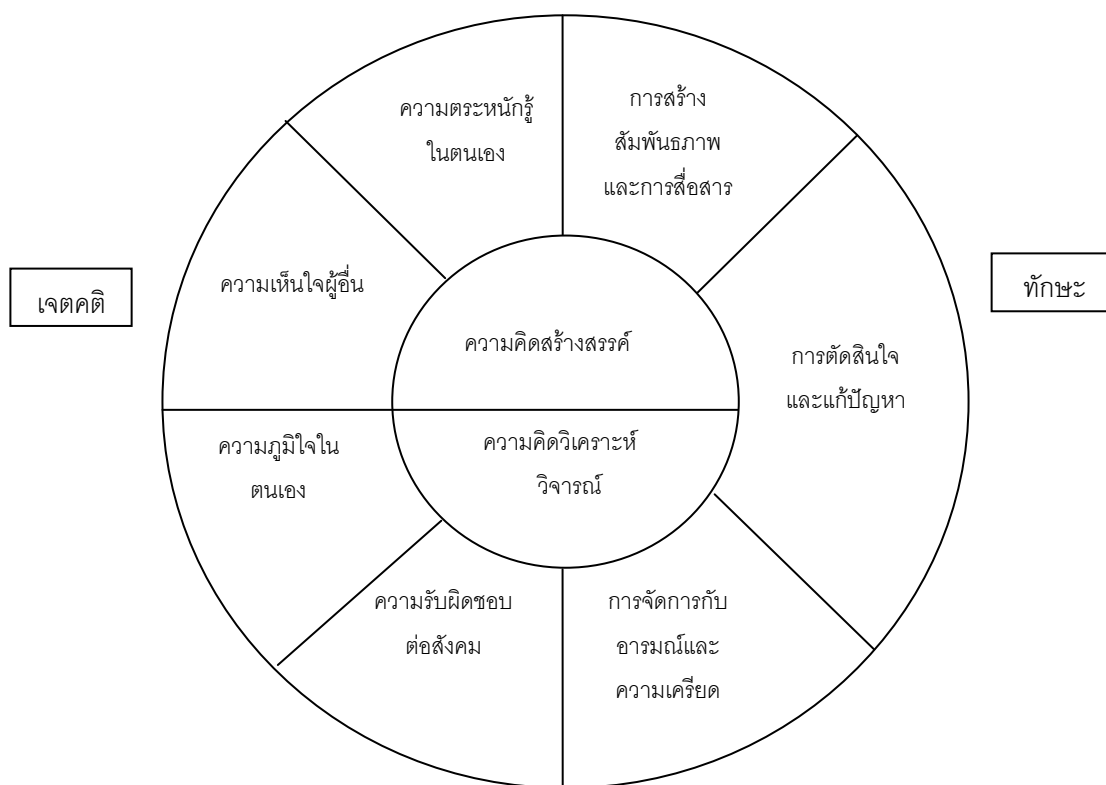 ความตระหนักรู้
ในตนเอง
การสร้าง
สัมพันธภาพ
และการสื่อสาร
เจตคติ
ความเห็นใจผู้อื่น
ทักษะ
ความคิดสร้างสรรค์
การตัดสินใจ
และแก้ปัญหา
ความภูมิใจใน
ตนเอง
ความคิดวิเคราะห์
วิจารณ์
ความรับผิดชอบ
ต่อสังคม
การจัดการกับ
อารมณ์และ
ความเครียด